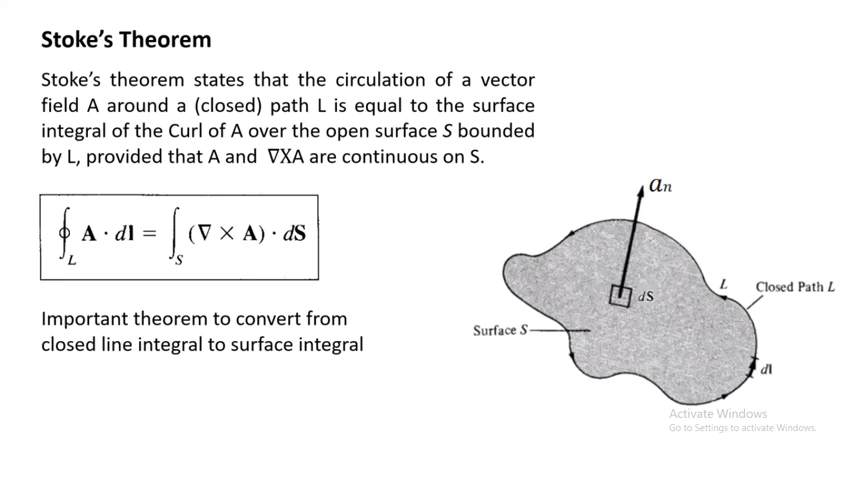 Stoke's Theorem
Stoke's theorem states that the circulation of a vector
field A around a (closed) path L is equal to the surface
integral of the Curl of A over the open surface S bounded
by L, provided that A and ∇XA are continuous on S.
∮_L A · dl = ∫_S (∇ × A) · dS
Important theorem to convert from
closed line integral to surface integral
an
L
Closed Path L
dS
Surface S
dl
Activate Windows
Go to Settings to activate Windows.